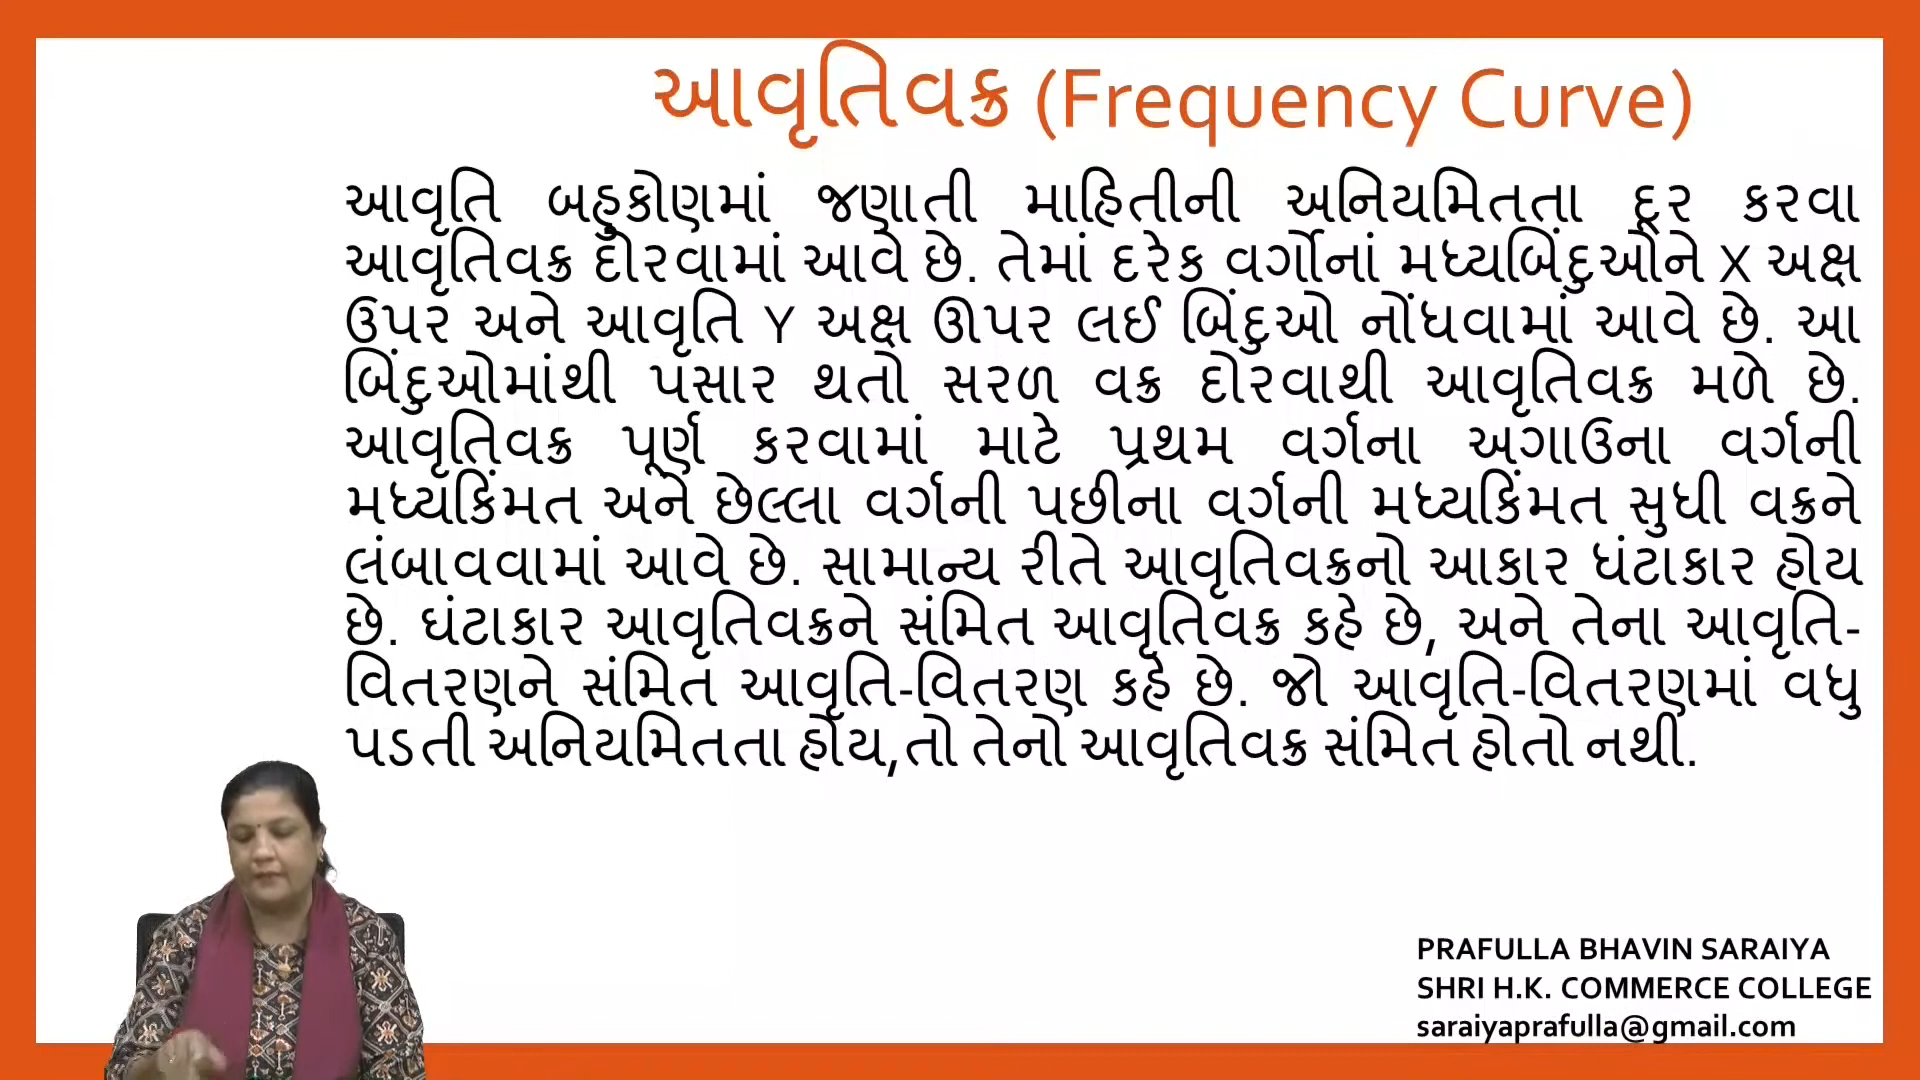 આવૃતિવક્ર (Frequency Curve)
આવૃતિ બહુકોણમાં જણાતી માહિતીની અનિયમિતતા દૂર કરવા
આવૃતિવક્ર દોરવામાં આવે છે. તેમાં દરેક વર્ગોનાં મધ્યબિંદુઓને X અક્ષ
ઉપર અને આવૃતિ Y અક્ષ ઊપર લઈ બિંદુઓ નોંધવામાં આવે છે. આ
બિંદુઓમાંથી પસાર થતો સરળ વક્ર દોરવાથી આવૃતિવક્ર મળે છે.
આવૃતિવક્ર પૂર્ણ કરવામાં માટે પ્રથમ વર્ગના અગાઉના વર્ગની
મધ્યકિંમત અને છેલ્લા વર્ગની પછીના વર્ગની મધ્યકિંમત સુધી વક્રને
લંબાવવામાં આવે છે. સામાન્ય રીતે આવૃતિવક્રનો આકાર ધંટાકાર હોય
છે. ઘંટાકાર આવૃતિવક્રને સંમિત આવૃતિવક્ર કહે છે, અને તેના આવૃતિ-
વિતરણને સંમિત આવૃતિ-વિતરણ કહે છે. જો આવૃતિ-વિતરણમાં વધુ
પડતી અનિયમિતતા હોય,તો તેનો આવૃતિવક્ર સંમિત હોતો નથી.
PRAFULLA BHAVIN SARAIYA
SHRI H.K. COMMERCE COLLEGE
saraiyaprafulla@gmail.com